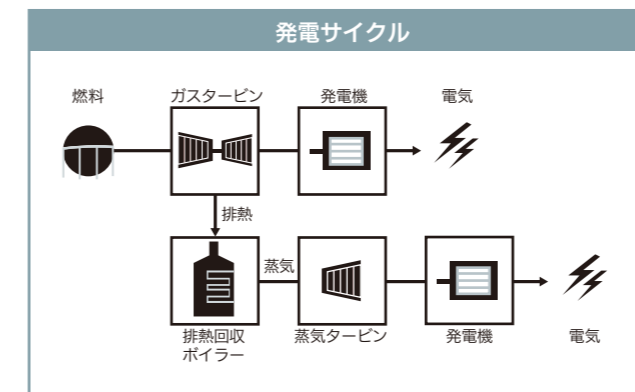 発電サイクル
燃料
ガスタービン
発電機
電気
排熱
蒸気
排熱回収
ボイラー
蒸気タービン
発電機
電気